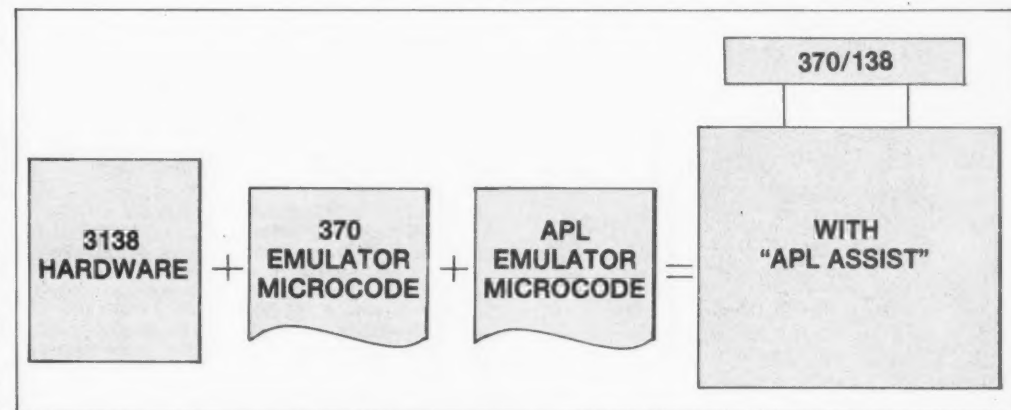 370/138
3138
HARDWARE
+
370
EMULATOR
MICROCODE
+
APL
EMULATOR
MICROCODE
=
WITH
“APL ASSIST”